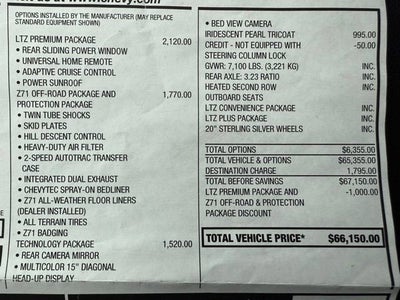 OPTIONS INSTALLED BY THE MANUFACTURER (MAY REPLACE
STANDARD EQUIPMENT SHOWN)
LTZ PREMIUM PACKAGE 2,120.00
• REAR SLIDING POWER WINDOW
• UNIVERSAL HOME REMOTE
• ADAPTIVE CRUISE CONTROL
• POWER SUNROOF
Z71 OFF-ROAD PACKAGE AND 1,770.00
PROTECTION PACKAGE
• TWIN TUBE SHOCKS
• SKID PLATES
• HILL DESCENT CONTROL
• HEAVY-DUTY AIR FILTER
• 2-SPEED AUTOTRAC TRANSFER
CASE
• INTEGRATED DUAL EXHAUST
• CHEVYTEC SPRAY-ON BEDLINER
• Z71 ALL-WEATHER FLOOR LINERS
(DEALER INSTALLED)
• ALL TERRAIN TIRES
• Z71 BADGING
TECHNOLOGY PACKAGE 1,520.00
• REAR CAMERA MIRROR
• MULTICOLOR 15" DIAGONAL
HEAD-UP DISPLAY
• BED VIEW CAMERA
IRIDESCENT PEARL TRICOAT 995.00
CREDIT - NOT EQUIPPED WITH -50.00
STEERING COLUMN LOCK
GVWR: 7,100 LBS. (3,221 KG) INC.
REAR AXLE: 3.23 RATIO INC.
HEATED SECOND ROW INC.
OUTBOARD SEATS
LTZ CONVENIENCE PACKAGE INC.
LTZ PLUS PACKAGE INC.
20" STERLING SILVER WHEELS INC.
TOTAL OPTIONS $6,355.00
TOTAL VEHICLE & OPTIONS $65,355.00
DESTINATION CHARGE 1,795.00
TOTAL BEFORE SAVINGS $67,150.00
LTZ PREMIUM PACKAGE AND -1,000.00
Z71 OFF-ROAD & PROTECTION
PACKAGE DISCOUNT
TOTAL VEHICLE PRICE* $66,150.00